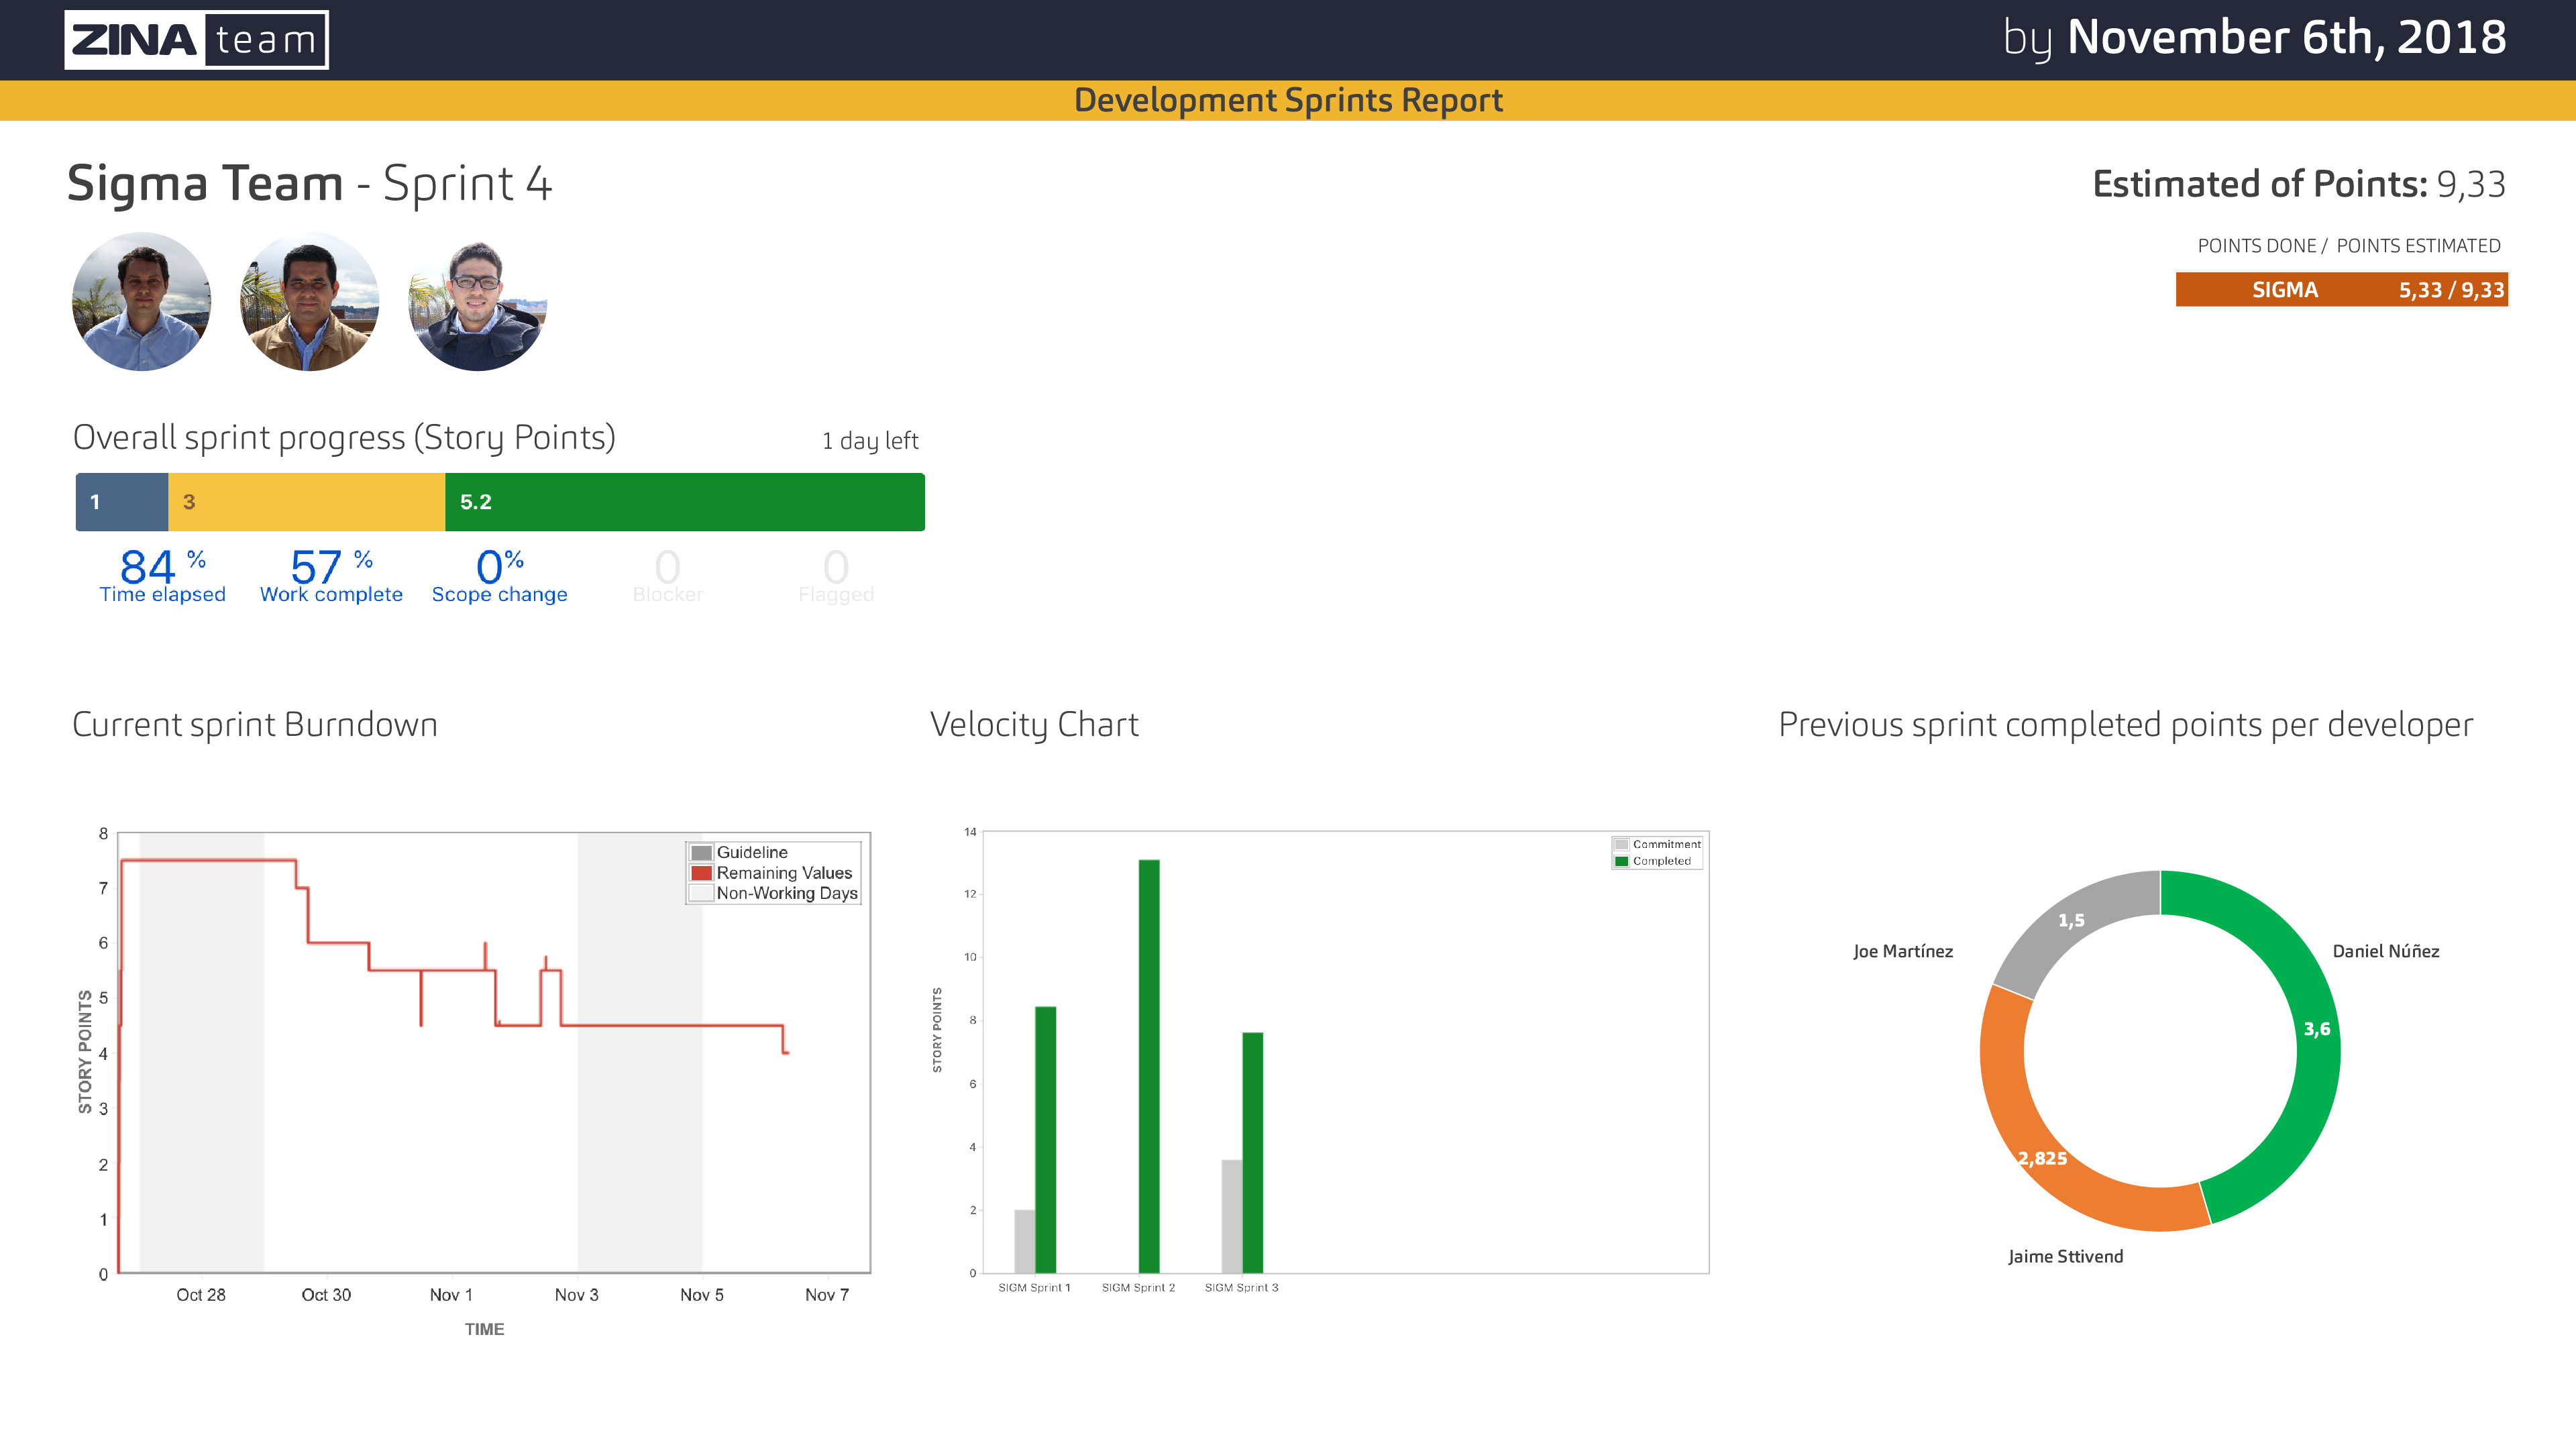 ZINA team
by November 6th, 2018
Development Sprints Report
Sigma Team - Sprint 4
Estimated of Points: 9,33
POINTS DONE / POINTS ESTIMATED
SIGMA 5,33 / 9,33
Overall sprint progress (Story Points) 1 day left
1 3 5.2
84 % 57 % 0% 0 0
Time elapsed Work complete Scope change Blocker Flagged
Current sprint Burndown
8
7
6
5
4
3
2
1
0
STORY POINTS
Guideline
Remaining Values
Non-Working Days
Oct 28 Oct 30 Nov 1 Nov 3 Nov 5 Nov 7
TIME
Velocity Chart
14
12
10
8
6
4
2
0
STORY POINTS
Commitment
Completed
SIGM Sprint 1 SIGM Sprint 2 SIGM Sprint 3
Previous sprint completed points per developer
1,5
Joe Martínez
Daniel Núñez
3,6
2,825
Jaime Sttivend